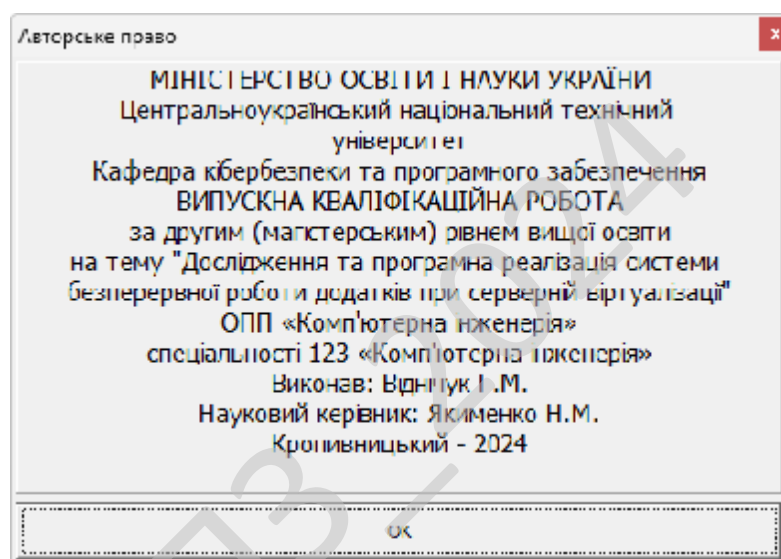 Авторське право
МІНІСТЕРСТВО ОСВІТИ І НАУКИ УКРАЇНИ
Центральноукраїнський національний технічний
університет
Кафедра кібербезпеки та програмного забезпечення
ВИПУСКНА КВАЛІФІКАЦІЙНА РОБОТА
за другим (магістерським) рівнем вищої освіти
на тему "Дослідження та програмна реалізація системи
безперервної роботи додатків при серверній віртуалізації"
ОПП «Комп'ютерна інженерія»
спеціальності 123 «Комп'ютерна інженерія»
Виконав:
Науковий керівник: Якименко Н.М.
Кропивницький - 2024
ОК